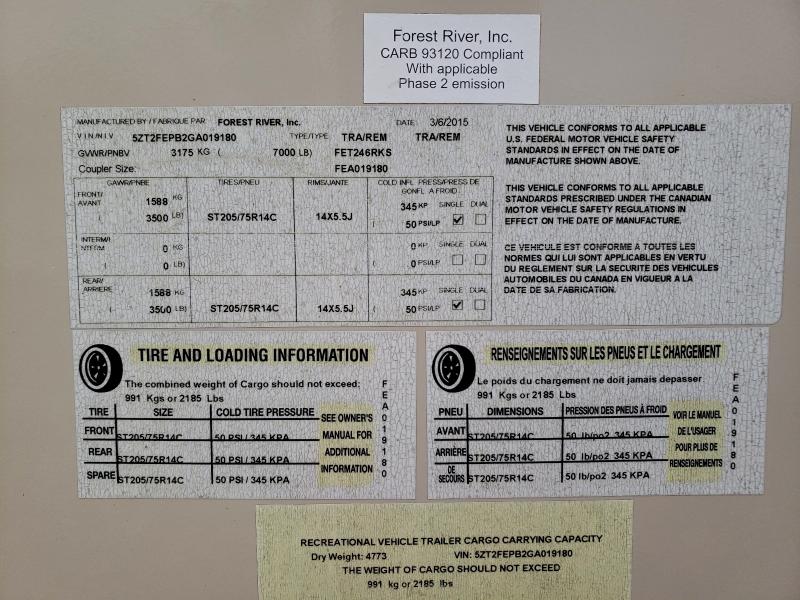 Forest River, Inc.
CARB 93120 Compliant
With applicable
Phase 2 emission
MANUFACTURED BY / FABRIQUE PAR FOREST RIVER, Inc. DATE: 3/6/2015
VIN/NIV 5ZT2FEPB2GA019180 TYPE/TYPE TRA/REM TRA/REM
GVWR/PNBV 3175 KG ( 7000 LB) FET246RKS
Coupler Size: FEA019180
GAWR/PNBE TIRES/PNEU RIMS/JANTE COLD INFL. PRESS/PRESS DE GONFL A FROID
FRONT/ AVANT 1588 KG 345 KP SINGLE DUAL
( 3500 LB) ST205/75R14C 14X5.5J ( 50 PSI/LP
INTERM/ INTERM 0 KG 0 KP SINGLE DUAL
( 0 LB) ( 0 PSI/LP
REAR/ ARRIERE 1588 KG 345 KP SINGLE DUAL
( 3500 LB) ST205/75R14C 14X5.5J ( 50 PSI/LP
THIS VEHICLE CONFORMS TO ALL APPLICABLE
U.S. FEDERAL MOTOR VEHICLE SAFETY
STANDARDS IN EFFECT ON THE DATE OF
MANUFACTURE SHOWN ABOVE.
THIS VEHICLE CONFORMS TO ALL APPLICABLE
STANDARDS PRESCRIBED UNDER THE CANADIAN
MOTOR VEHICLE SAFETY REGULATIONS IN
EFFECT ON THE DATE OF MANUFACTURE.
CE VEHICULE EST CONFORME A TOUTES LES
NORMES QUI LUI SONT APPLICABLES EN VERTU
DU REGLEMENT SUR LA SECURITE DES VEHICULES
AUTOMOBILES DU CANADA EN VIGUEUR A LA
DATE DE SA FABRICATION.
TIRE AND LOADING INFORMATION
The combined weight of Cargo should not exceed:
991 Kgs or 2185 Lbs
TIRE SIZE COLD TIRE PRESSURE
FRONT ST205/75R14C 50 PSI / 345 KPA
REAR ST205/75R14C 50 PSI / 345 KPA
SPARE ST205/75R14C 50 PSI / 345 KPA
SEE OWNER'S
MANUAL FOR
ADDITIONAL
INFORMATION
FEA019180
RENSEIGNEMENTS SUR LES PNEUS ET LE CHARGEMENT
Le poids du chargement ne doit jamais depasser
991 Kgs or 2185 Lbs
PNEU DIMENSIONS PRESSION DES PNEUS À FROID
AVANT ST205/75R14C 50 lb/po2 345 KPA
ARRIÈRE ST205/75R14C 50 lb/po2 345 KPA
DE SECOURS ST205/75R14C 50 lb/po2 345 KPA
VOIR LE MANUEL
DE L'USAGER
POUR PLUS DE
RENSEIGNEMENTS
FEA019180
RECREATIONAL VEHICLE TRAILER CARGO CARRYING CAPACITY
Dry Weight: 4773 VIN: 5ZT2FEPB2GA019180
THE WEIGHT OF CARGO SHOULD NOT EXCEED
991 kg or 2185 lbs